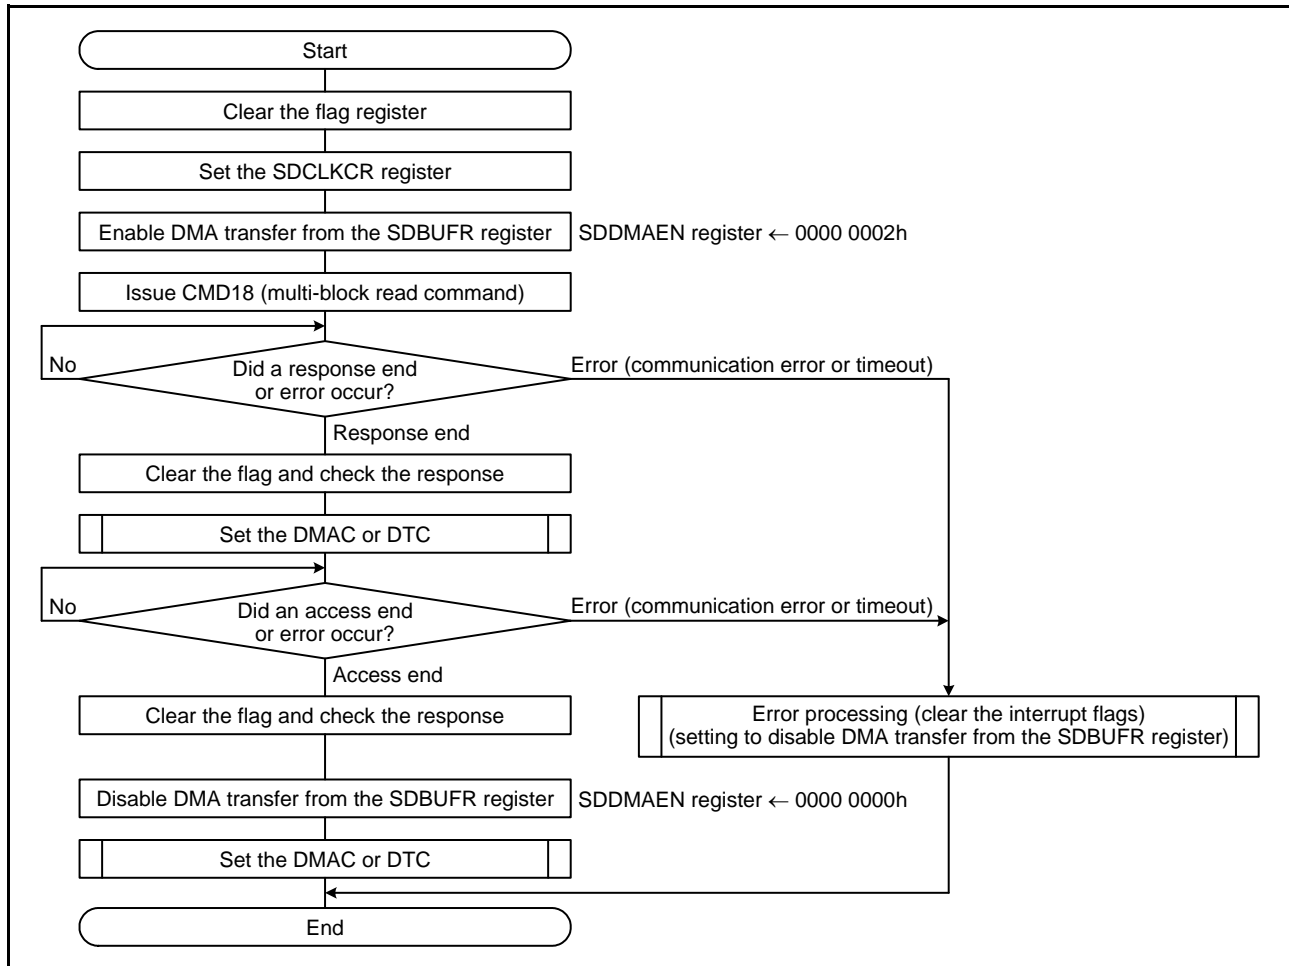 Start
Clear the flag register
Set the SDCLKCR register
Enable DMA transfer from the SDBUFR register
SDDMAEN register ← 0000 0002h
Issue CMD18 (multi-block read command)
No
Did a response end
or error occur?
Error (communication error or timeout)
Response end
Clear the flag and check the response
Set the DMAC or DTC
No
Did an access end
or error occur?
Error (communication error or timeout)
Access end
Clear the flag and check the response
Error processing (clear the interrupt flags)
(setting to disable DMA transfer from the SDBUFR register)
Disable DMA transfer from the SDBUFR register
SDDMAEN register ← 0000 0000h
Set the DMAC or DTC
End